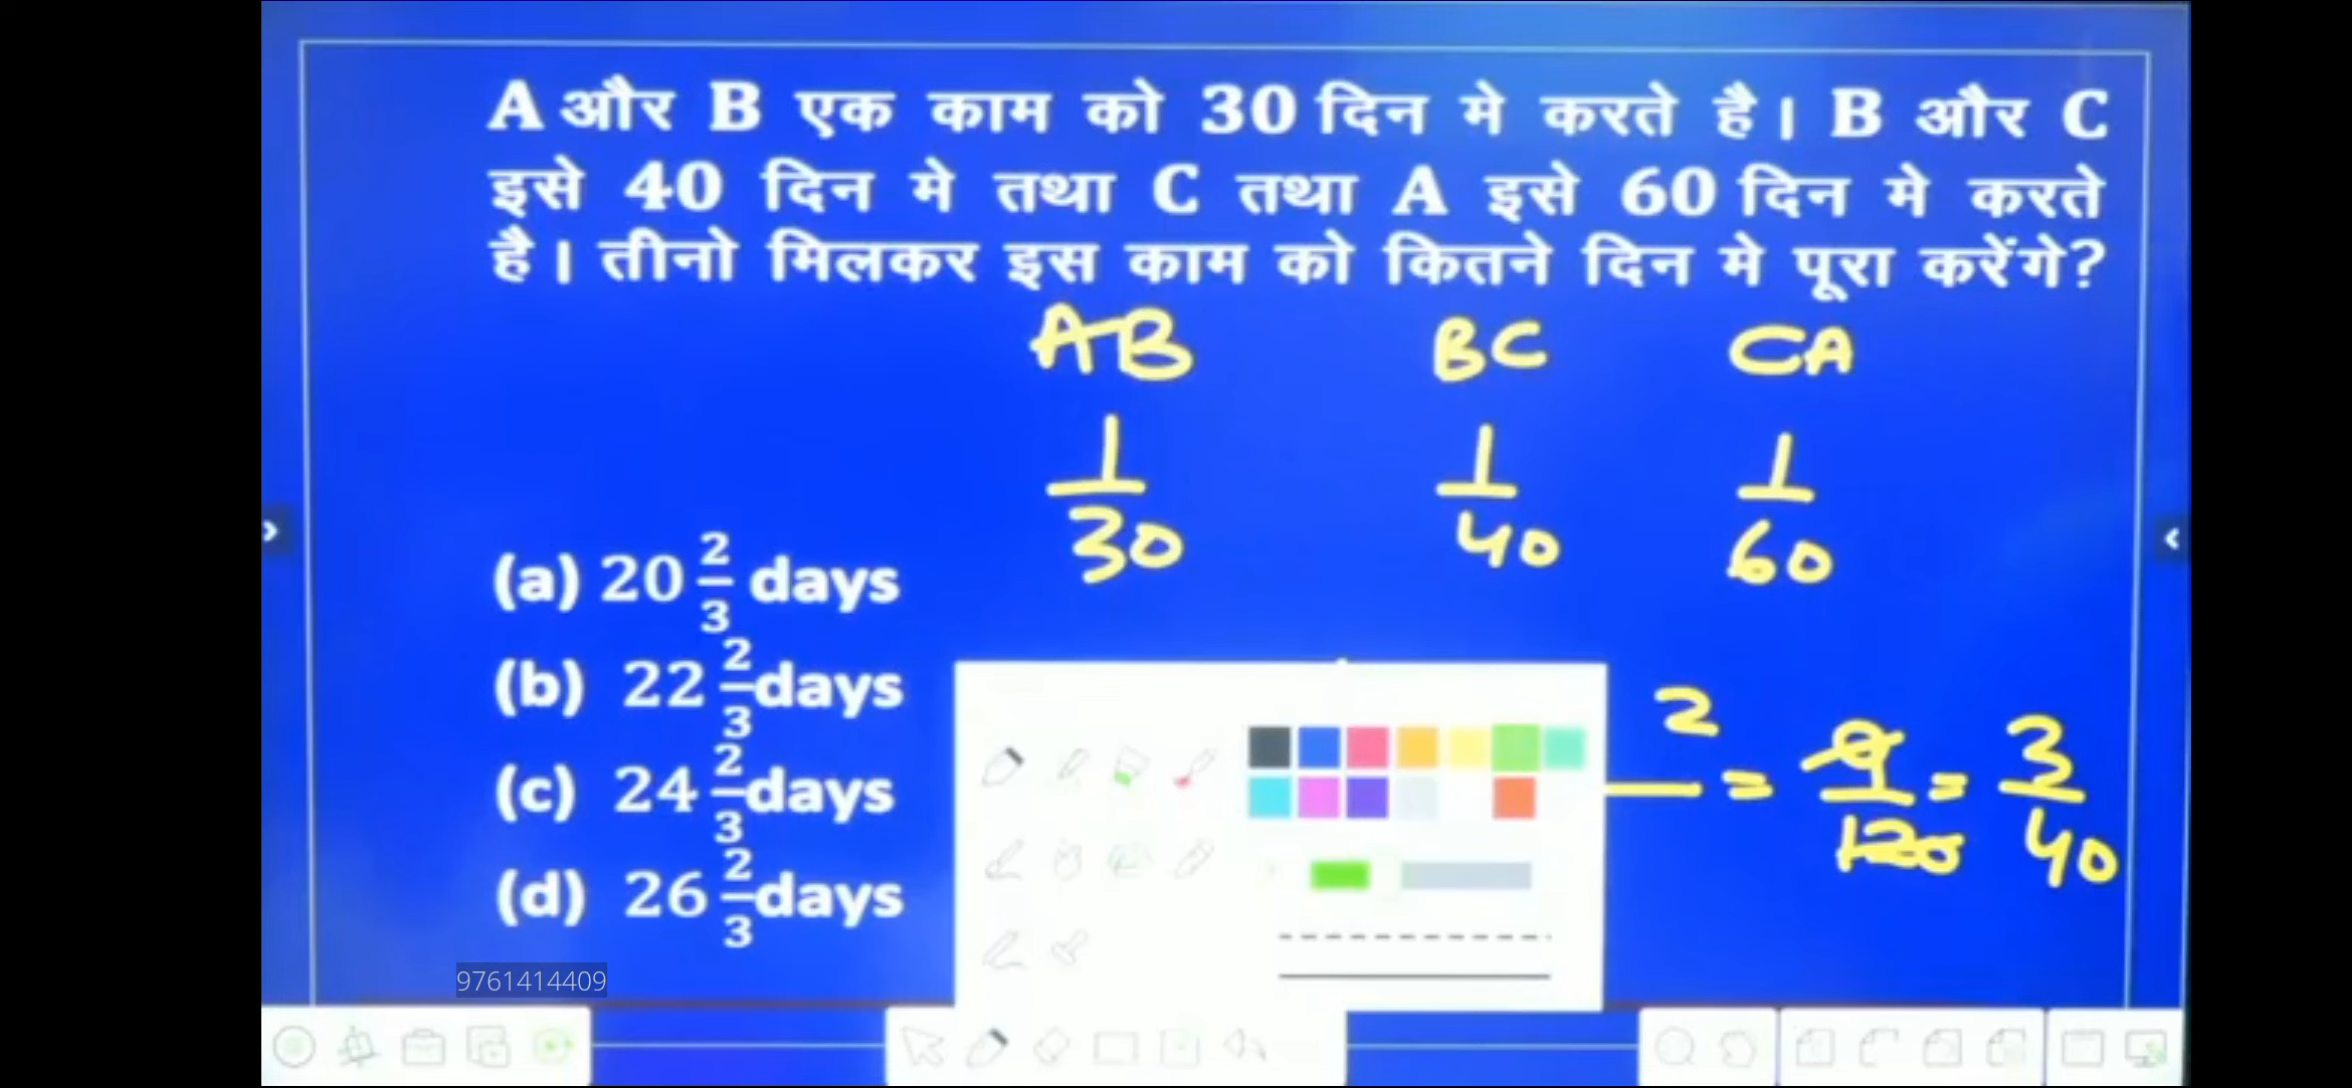 A और B एक काम को 30 दिन मे करते है। B और C
इसे 40 दिन मे तथा C तथा A इसे 60 दिन मे करते
है। तीनो मिलकर इस काम को कितने दिन मे पूरा करेंगे?
AB BC CA
1/30 1/40 1/60
(a) 20 2/3 days
(b) 22 2/3 days
(c) 24 2/3 days
(d) 26 2/3 days
2 = 9/120 = 3/40
9761414409